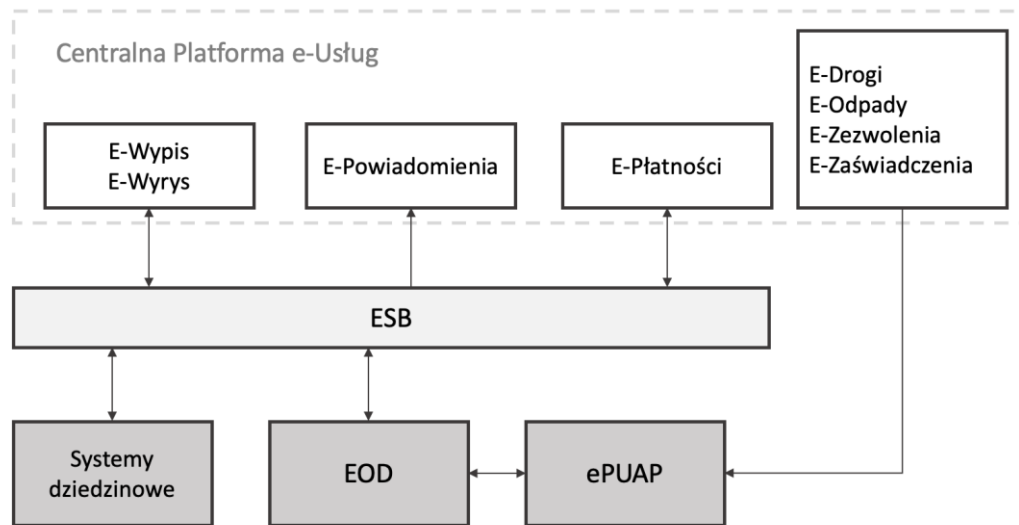 Centralna Platforma e-Usług
E-Wypis
E-Wyrys
E-Powiadomienia
E-Płatności
E-Drogi
E-Odpady
E-Zezwolenia
E-Zaświadczenia
ESB
Systemy
dziedzinowe
EOD
ePUAP